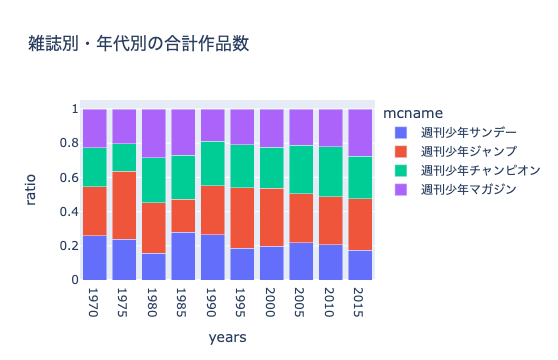 雑誌別・年代別の合計作品数
mcname
週刊少年サンデー
週刊少年ジャンプ
週刊少年チャンピオン
週刊少年マガジン
ratio
1
0.8
0.6
0.4
0.2
0
1970
1975
1980
1985
1990
1995
2000
2005
2010
2015
years